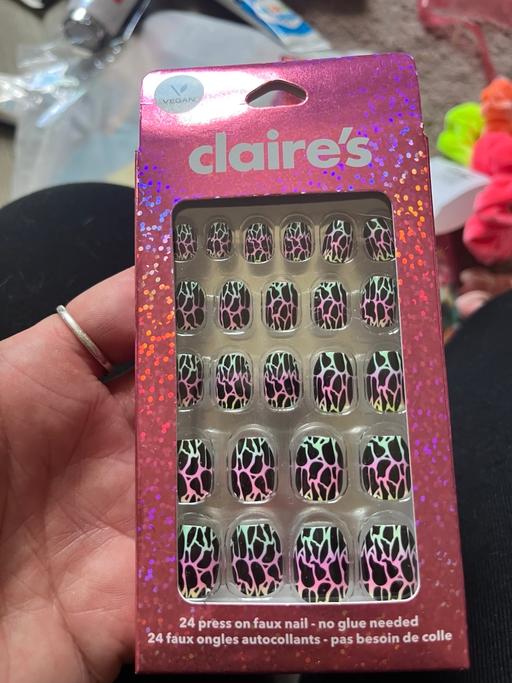 VEGAN
claire's
24 press on faux nail - no glue needed
24 faux ongles autocollants - pas besoin de colle